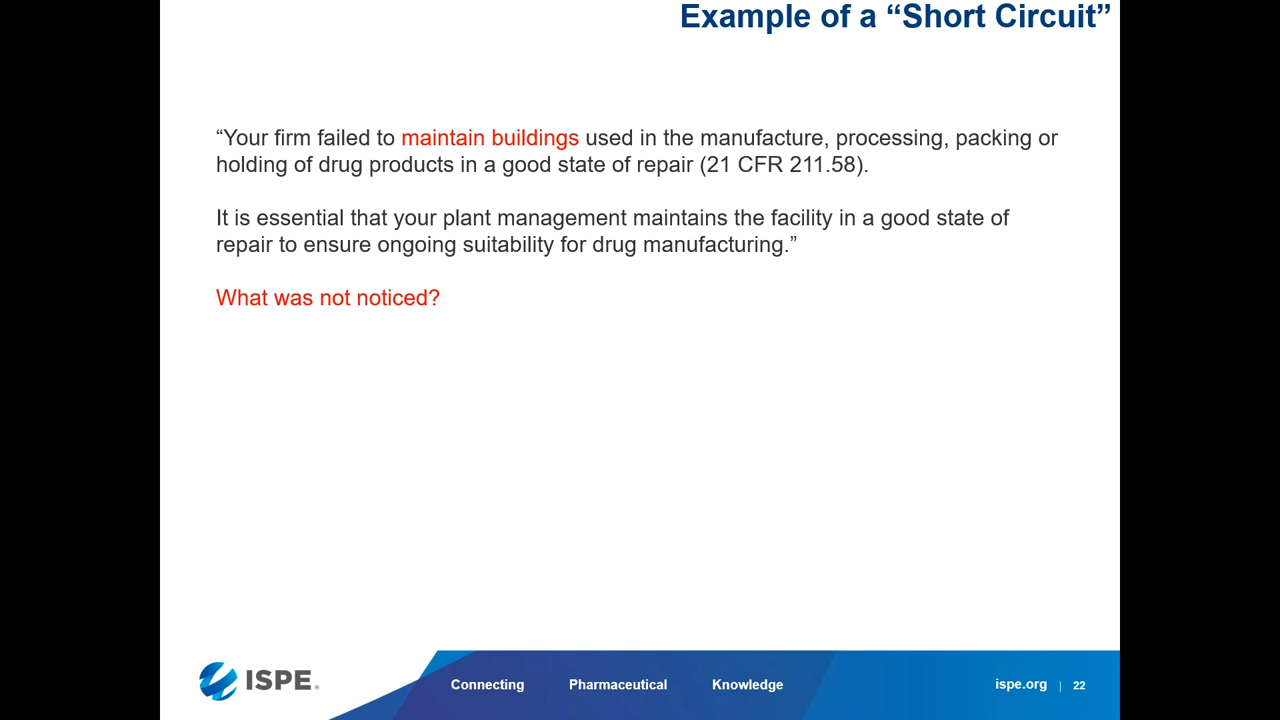 Example of a “Short Circuit”
“Your firm failed to maintain buildings used in the manufacture, processing, packing or
holding of drug products in a good state of repair (21 CFR 211.58).
It is essential that your plant management maintains the facility in a good state of
repair to ensure ongoing suitability for drug manufacturing.”
What was not noticed?
ISPE®
Connecting Pharmaceutical Knowledge
ispe.org | 22